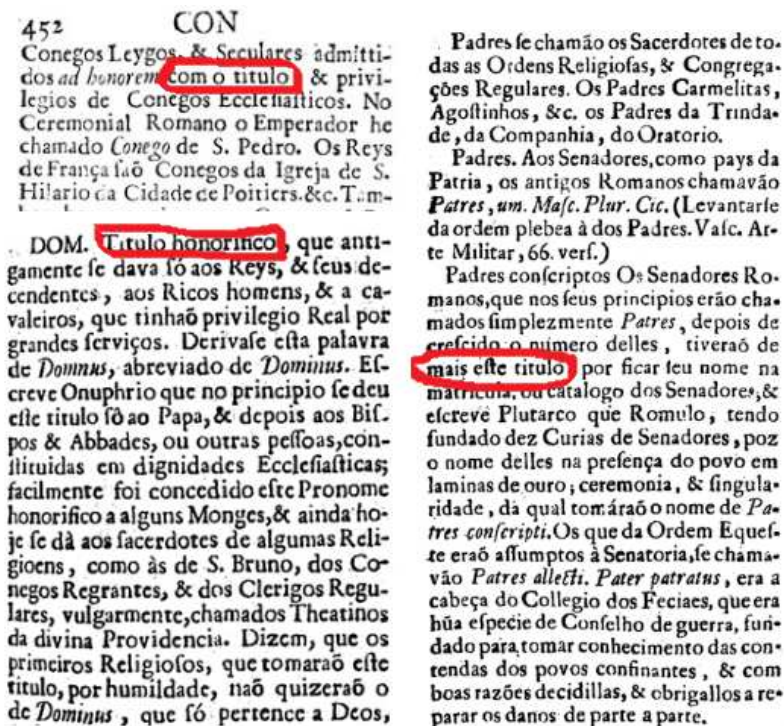 452 CON
Conegos Leygos, & Seculares admitti-
dos ad honorem com o titulo & privi-
legios de Conegos Ecclesiasticos. No
Ceremonial Romano o Emperador he
chamado Conego de S. Pedro. Os Reys
de França saõ Conegos da Igreja de S.
Hilario da Cidade de Poitiers.&c. Tam-
DOM. Titulo honorifico, que anti-
gamente se dava só aos Reys, & seus de-
cendentes, aos Ricos homens, & a ca-
valeiros, que tinhaõ privilegio Real por
grandes serviços. Derivase esta palavra
de Domnus, abreviado de Dominus. Es-
creve Onuphrio que no principio se deu
este titulo sô ao Papa, & depois aos Bis-
pos & Abbades, ou outras pessoas, con-
stituidas em dignidades Ecclesiasticas;
facilmente foi concedido este Pronome
honorifico a alguns Monges, & ainda ho-
je se dà aos sacerdotes de algumas Reli-
gioens, como às de S. Bruno, dos Co-
negos Regrantes, & dos Clerigos Regu-
lares, vulgarmente, chamados Theatinos
da divina Providencia. Dizem, que os
primeiros Religiosos, que tomaraõ este
titulo, por humildade, naõ quizeraõ o
de Dominus, que só pertence a Deos,
Padres se chamão os Sacerdotes de to-
das as Ordens Religiosas, & Congrega-
ções Regulares. Os Padres Carmelitas,
Agostinhos, &c. os Padres da Trinda-
de, da Companhia, do Oratorio.
Padres. Aos Senadores, como pays da
Patria, os antigos Romanos chamavão
Patres, um. Masc. Plur. Cic. (Levantarse
da ordem plebea à dos Padres. Vasc. Ar-
te Militar, 66. vers.)
Padres conscriptos Os Senadores Ro-
manos, que nos seus principios erão cha-
mados simplezmente Patres, depois de
crescido o numero delles, tiveraõ de
mais este titulo por ficar seu nome na
matricula, ou catalogo dos Senadores, &
escreve Plutarco que Romulo, tendo
fundado dez Curias de Senadores, poz
o nome delles na presença do povo em
laminas de ouro; ceremonia, & singula-
ridade, da qual tomáraõ o nome de Pa-
tres conscripti. Os que da Ordem Eques-
te eraõ assumptos à Senatoria, se chama-
vão Patres allecti. Pater patratus, era a
cabeça do Collegio dos Feciaes, que era
hũa especie de Conselho de guerra, fun-
dado para tomar conhecimento das con-
tendas dos povos confinantes, & com
boas razões decidillas, & obrigallos a re-
parar os danos de parte a parte.